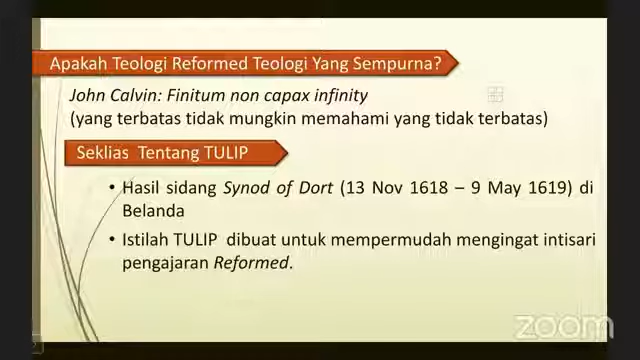 Apakah Teologi Reformed Teologi Yang Sempurna?
John Calvin: Finitum non capax infinity
(yang terbatas tidak mungkin memahami yang tidak terbatas)
Seklias Tentang TULIP
• Hasil sidang Synod of Dort (13 Nov 1618 – 9 May 1619) di
Belanda
• Istilah TULIP dibuat untuk mempermudah mengingat intisari
pengajaran Reformed.
zoom